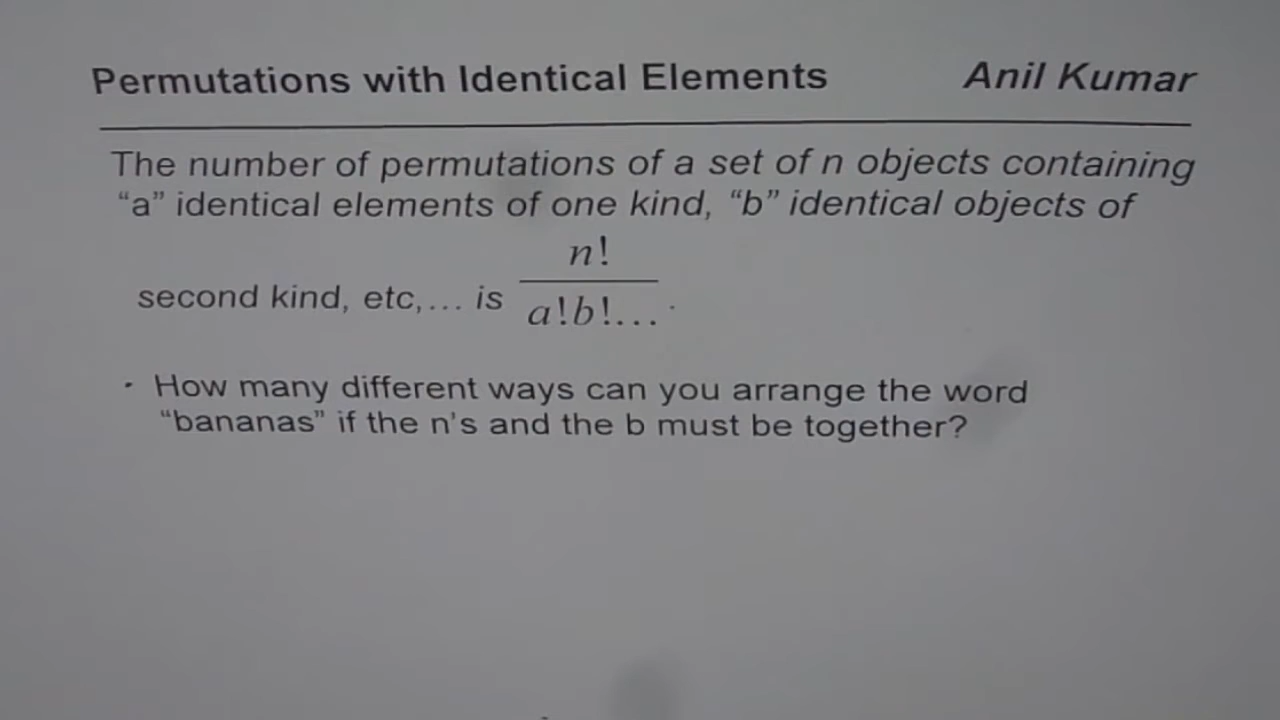 Permutations with Identical Elements Anil Kumar
The number of permutations of a set of n objects containing
“a” identical elements of one kind, “b” identical objects of
second kind, etc,... is n! / a!b!... .
· How many different ways can you arrange the word
“bananas” if the n's and the b must be together?